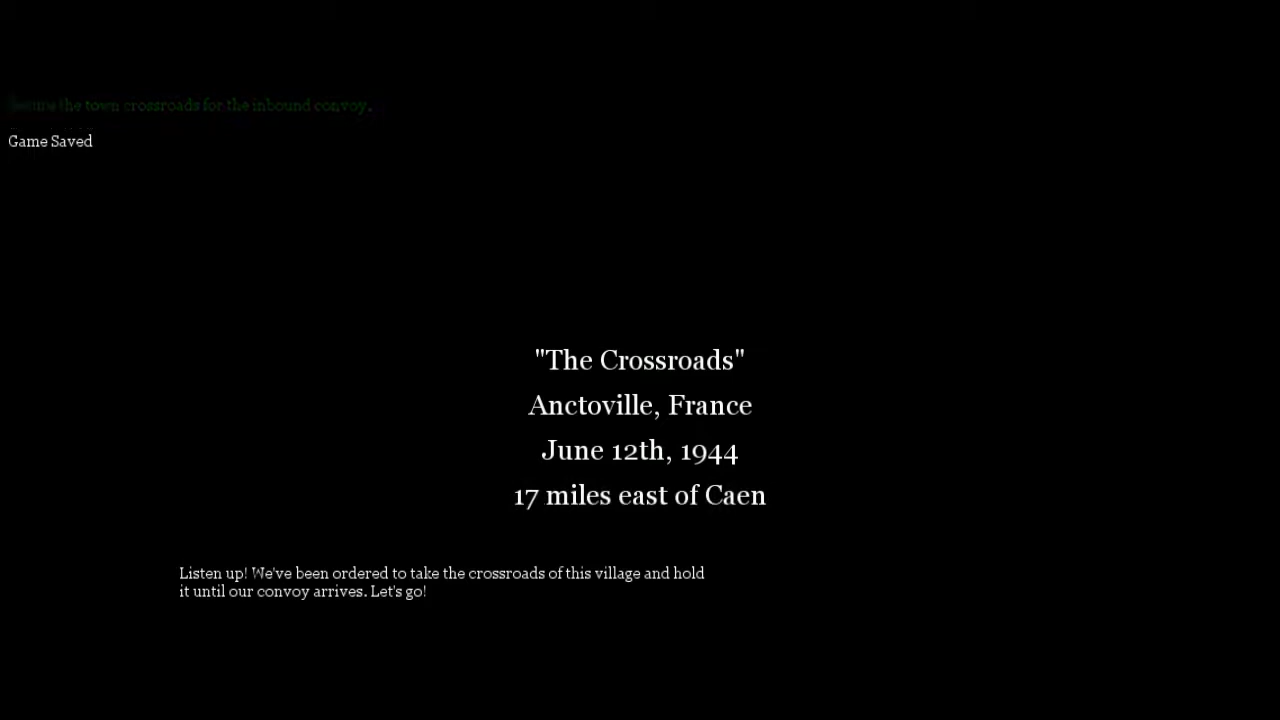 Secure the town crossroads for the inbound convoy.
Game Saved
"The Crossroads"
Anctoville, France
June 12th, 1944
17 miles east of Caen
Listen up! We've been ordered to take the crossroads of this village and hold
it until our convoy arrives. Let's go!